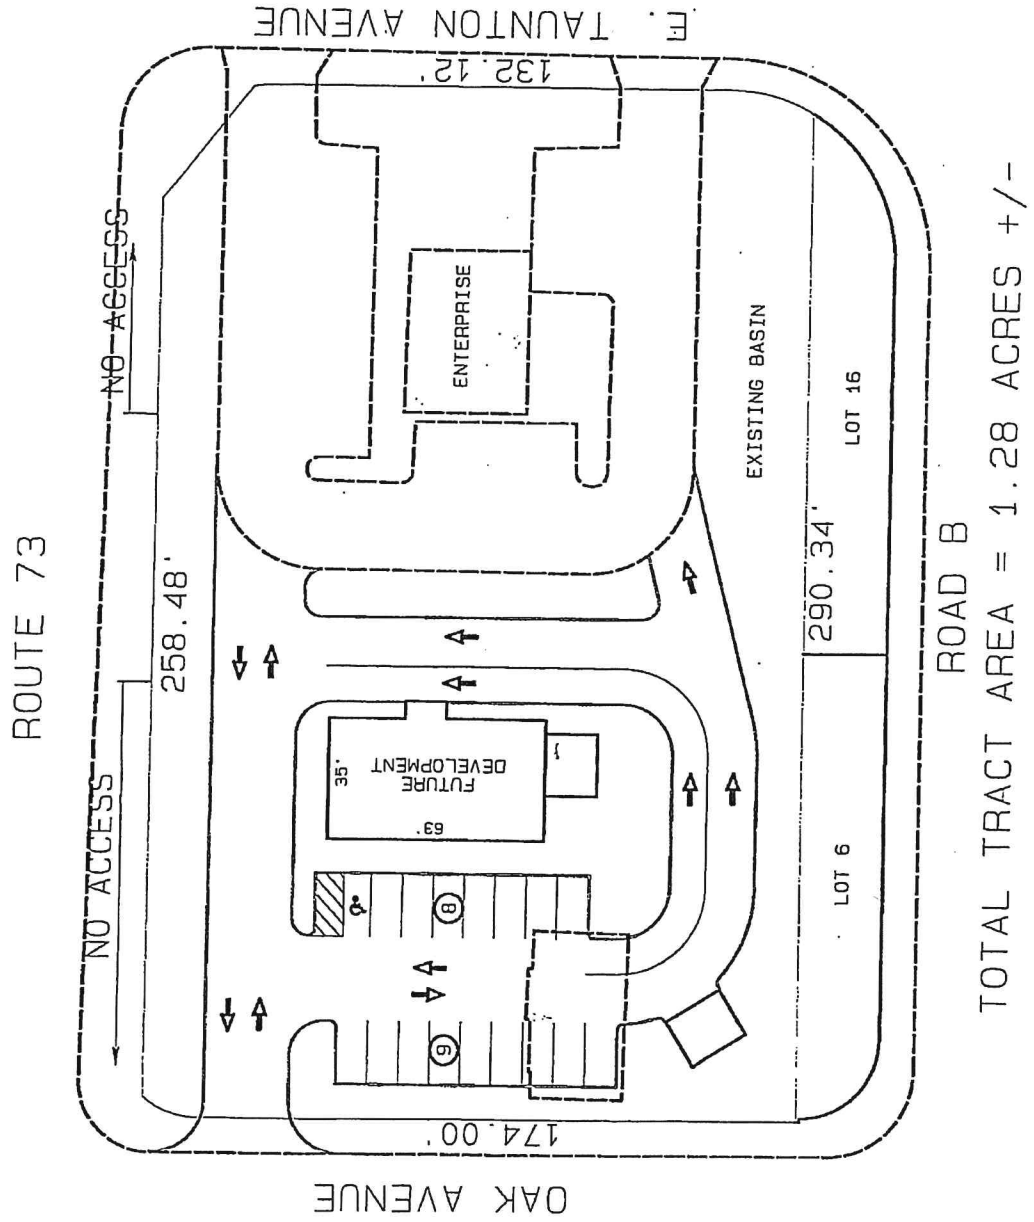 E. TAUNTON AVENUE
132.12'
ROUTE 73
NO ACCESS
NO ACCESS
258.48'
ENTERPRISE
EXISTING BASIN
LOT 16
290.34'
FUTURE
DEVELOPMENT
35'
63'
8
9
LOT 6
174.00'
OAK AVENUE
ROAD B
TOTAL TRACT AREA = 1.28 ACRES +/-